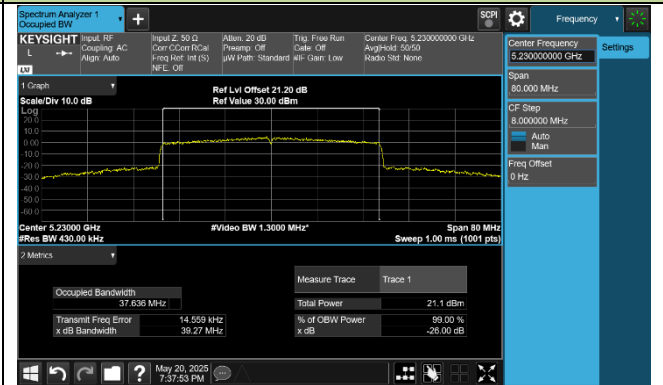 Spectrum Analyzer 1
Occupied BW
+
SCPI
Frequency
KEYSIGHT
L
LXI
Input: RF
Coupling: AC
Align: Auto
Input Z: 50 Ω
Corr CCorr RCal
Freq Ref: Int (S)
NFE: Off
Atten: 20 dB
Preamp: Off
µW Path: Standard
Trig: Free Run
Gate: Off
#IF Gain: Low
Center Freq: 5.230000000 GHz
Avg|Hold: 50/50
Radio Std: None
Center Frequency
5.230000000 GHz
Settings
Span
80.000 MHz
CF Step
8.000000 MHz
Auto
Man
Freq Offset
0 Hz
1 Graph
Scale/Div 10.0 dB
Ref Lvl Offset 21.20 dB
Ref Value 30.00 dBm
Log
20.0
10.0
0.00
-10.0
-20.0
-30.0
-40.0
-50.0
-60.0
Center 5.23000 GHz
#Video BW 1.3000 MHz*
Span 80 MHz
#Res BW 430.00 kHz
Sweep 1.00 ms (1001 pts)
2 Metrics
Measure Trace
Trace 1
Occupied Bandwidth
37.636 MHz
Total Power
21.1 dBm
Transmit Freq Error
14.559 kHz
% of OBW Power
99.00 %
x dB Bandwidth
39.27 MHz
x dB
-26.00 dB
?
May 20, 2025
7:37:53 PM